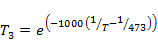 T₃ = e^(−1000(1/T−1/473))